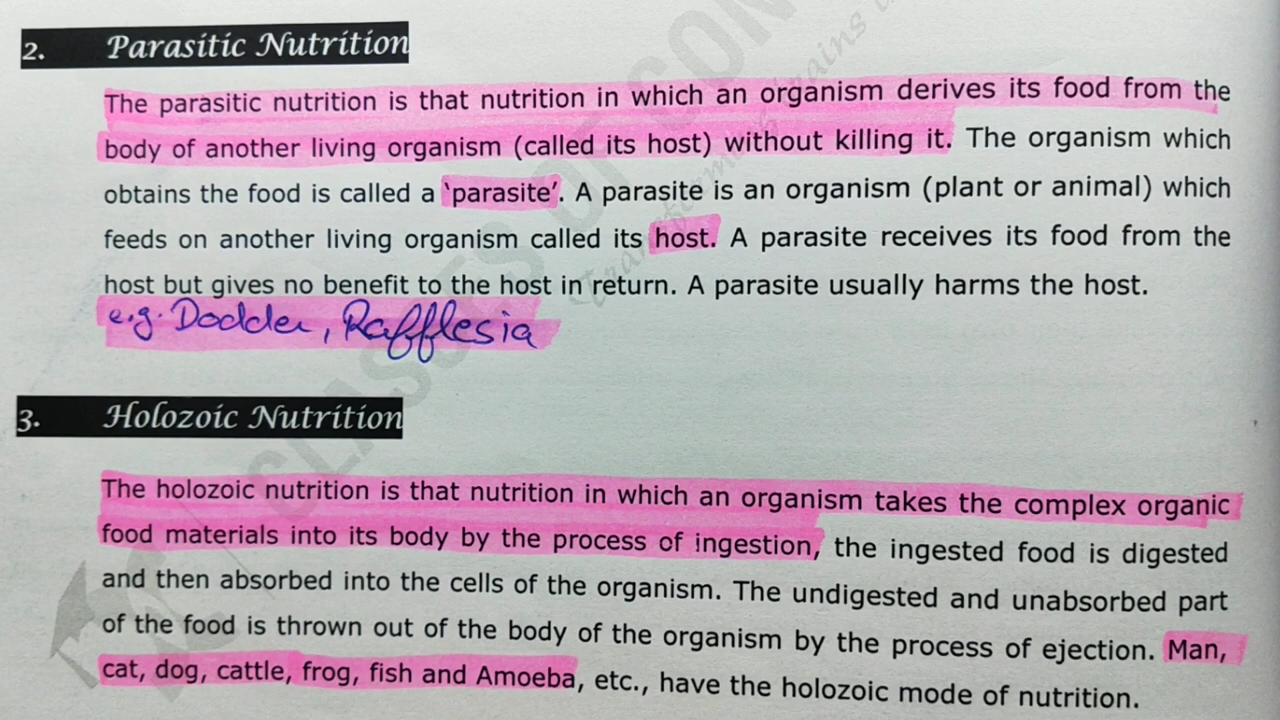 2. Parasitic Nutrition
The parasitic nutrition is that nutrition in which an organism derives its food from the
body of another living organism (called its host) without killing it. The organism which
obtains the food is called a ‘parasite’. A parasite is an organism (plant or animal) which
feeds on another living organism called its host. A parasite receives its food from the
host but gives no benefit to the host in return. A parasite usually harms the host.
e.g. Dodder, Rafflesia
3. Holozoic Nutrition
The holozoic nutrition is that nutrition in which an organism takes the complex organic
food materials into its body by the process of ingestion, the ingested food is digested
and then absorbed into the cells of the organism. The undigested and unabsorbed part
of the food is thrown out of the body of the organism by the process of ejection. Man,
cat, dog, cattle, frog, fish and Amoeba, etc., have the holozoic mode of nutrition.